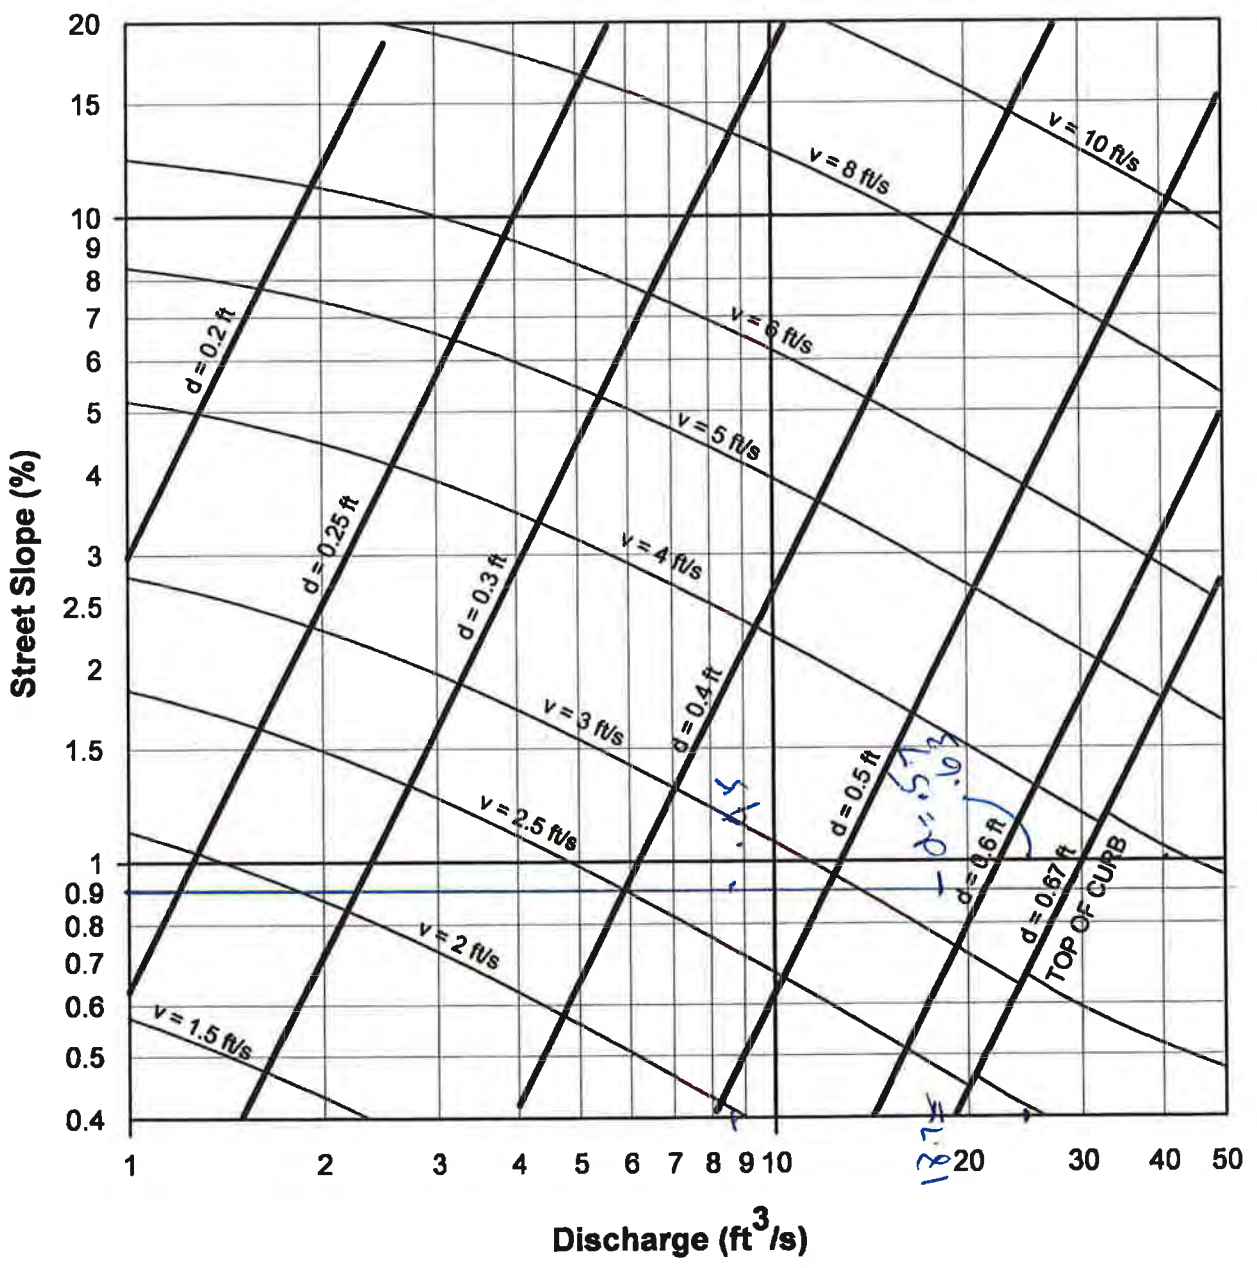 20
15
10
9
8
7
6
5
4
3
2.5
2
1.5
1
0.9
0.8
0.7
0.6
0.5
0.4
Street Slope (%)
v = 10 ft/s
v = 8 ft/s
v = 6 ft/s
v = 5 ft/s
v = 4 ft/s
v = 3 ft/s
v = 2.5 ft/s
v = 2 ft/s
v = 1.5 ft/s
d = 0.2 ft
d = 0.25 ft
d = 0.3 ft
d = 0.4 ft
d = 0.5 ft
d = 0.6 ft
d = 0.67 ft
TOP OF CURB
.63
18.7
1 2 3 4 5 6 7 8 9 10 20 30 40 50
Discharge (ft³/s)